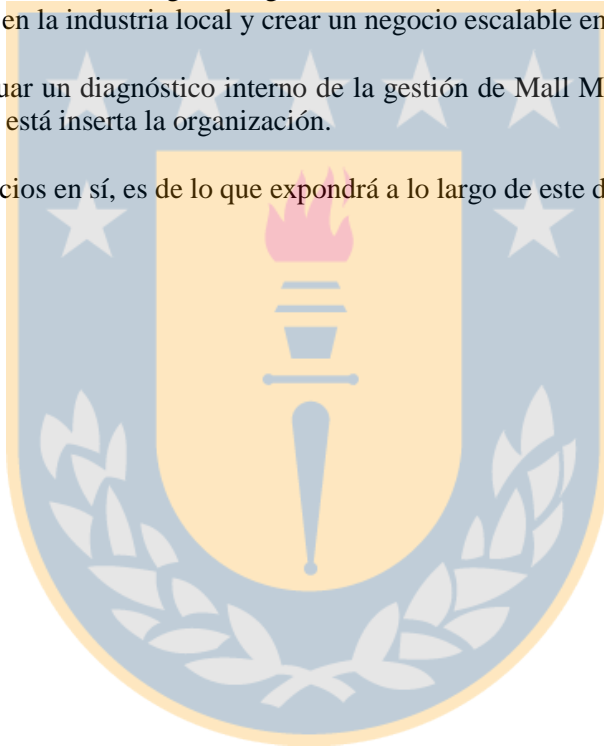 en la industria local y crear un negocio escalable en
uar un diagnóstico interno de la gestión de Mall M
está inserta la organización.
cios en sí, es de lo que expondrá a lo largo de este d